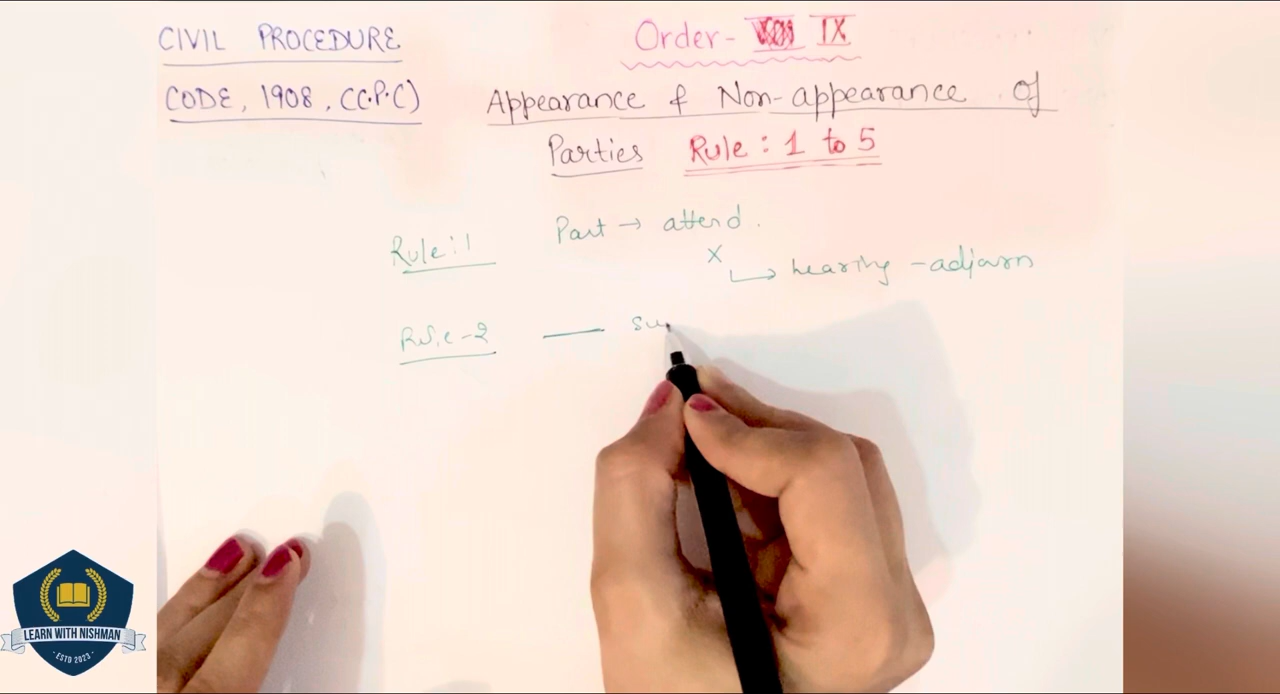 CIVIL PROCEDURE
CODE, 1908, (C.P.C)
Order- IX
Appearance & Non-appearance of
Parties Rule : 1 to 5
Rule:1 Part → attend.
x
hearing - adjourn
Rule-2 — su
LEARN WITH NISHMAN
· ESTD 2023 ·